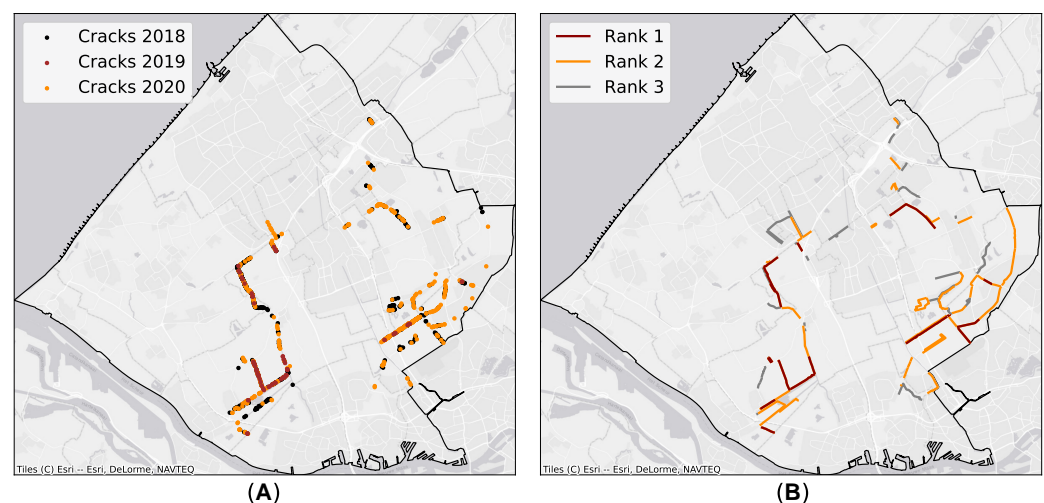 Cracks 2018
Cracks 2019
Cracks 2020
Tiles (C) Esri -- Esri, DeLorme, NAVTEQ
(A)
Rank 1
Rank 2
Rank 3
Tiles (C) Esri -- Esri, DeLorme, NAVTEQ
(B)